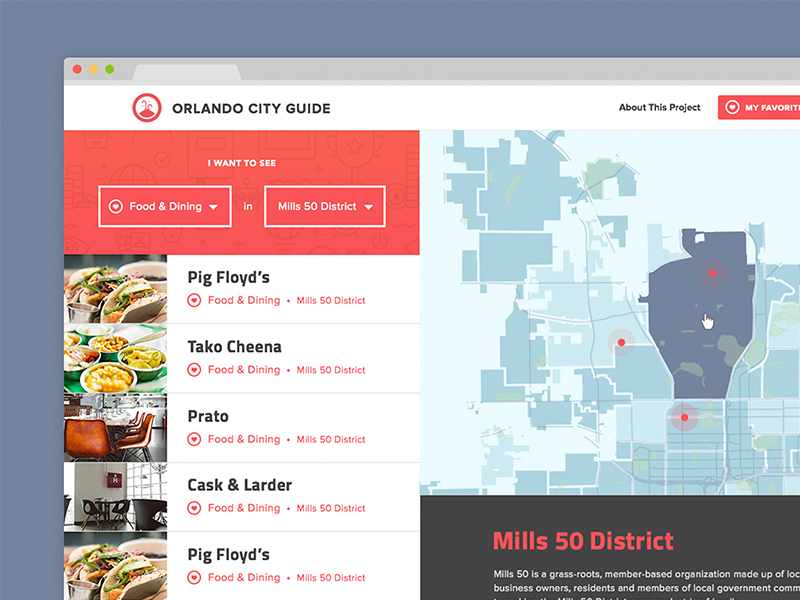 ORLANDO CITY GUIDE
About This Project
MY FAVORIT
I WANT TO SEE
Food & Dining in Mills 50 District
Pig Floyd's
Food & Dining • Mills 50 District
Tako Cheena
Food & Dining • Mills 50 District
Prato
Food & Dining • Mills 50 District
Cask & Larder
Food & Dining • Mills 50 District
Pig Floyd's
Food & Dining • Mills 50 District
Mills 50 District
Mills 50 is a grass-roots, member-based organization made up of loc
business owners, residents and members of local government comm